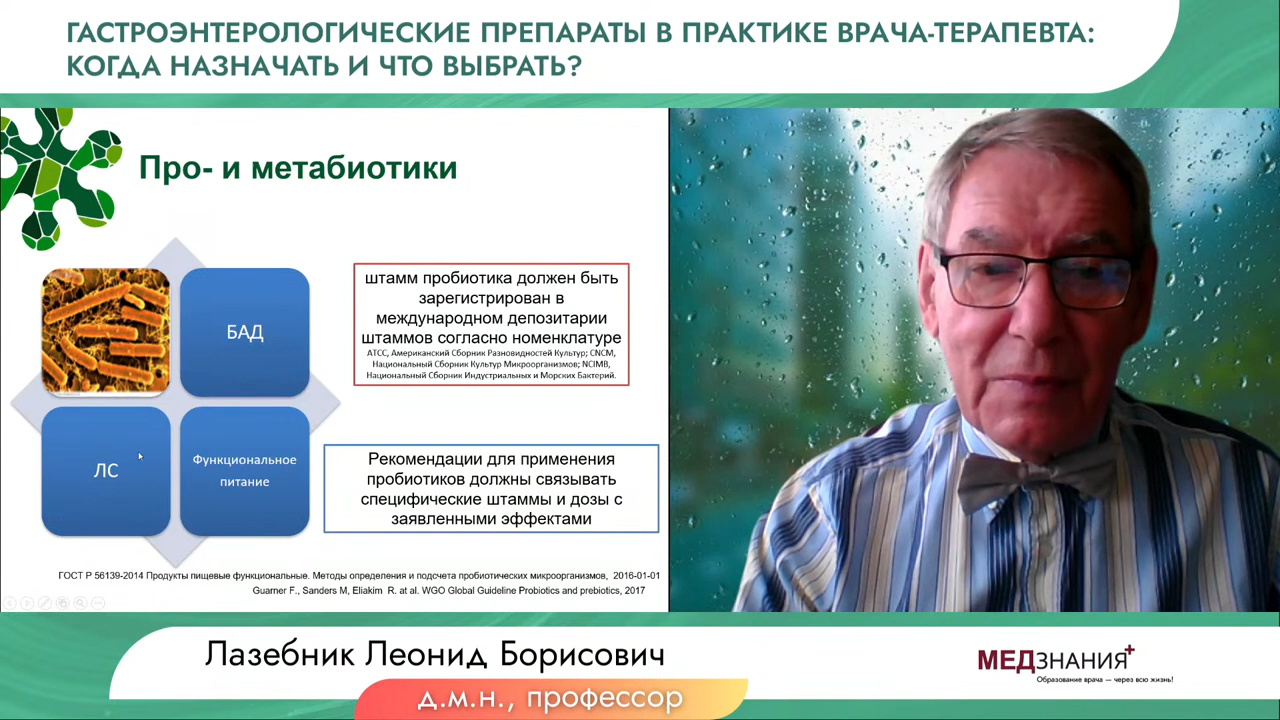 ГАСТРОЭНТЕРОЛОГИЧЕСКИЕ ПРЕПАРАТЫ В ПРАКТИКЕ ВРАЧА-ТЕРАПЕВТА:
КОГДА НАЗНАЧАТЬ И ЧТО ВЫБРАТЬ?
Про- и метабиотики
БАД
ЛС
Функциональное
питание
штамм пробиотика должен быть
зарегистрирован в
международном депозитарии
штаммов согласно номенклатуре
АТСС, Американский Сборник Разновидностей Культур; CNCM,
Национальный Сборник Культур Микроорганизмов; NCIMB,
Национальный Сборник Индустриальных и Морских Бактерий.
Рекомендации для применения
пробиотиков должны связывать
специфические штаммы и дозы с
заявленными эффектами
ГОСТ Р 56139-2014 Продукты пищевые функциональные. Методы определения и подсчета пробиотических микроорганизмов, 2016-01-01
Guarner F., Sanders M, Eliakim R. at al. WGO Global Guideline Probiotics and prebiotics, 2017
Лазебник Леонид Борисович
д.м.н., профессор
МЕДЗНАНИЯ+
Образование врача — через всю жизнь!